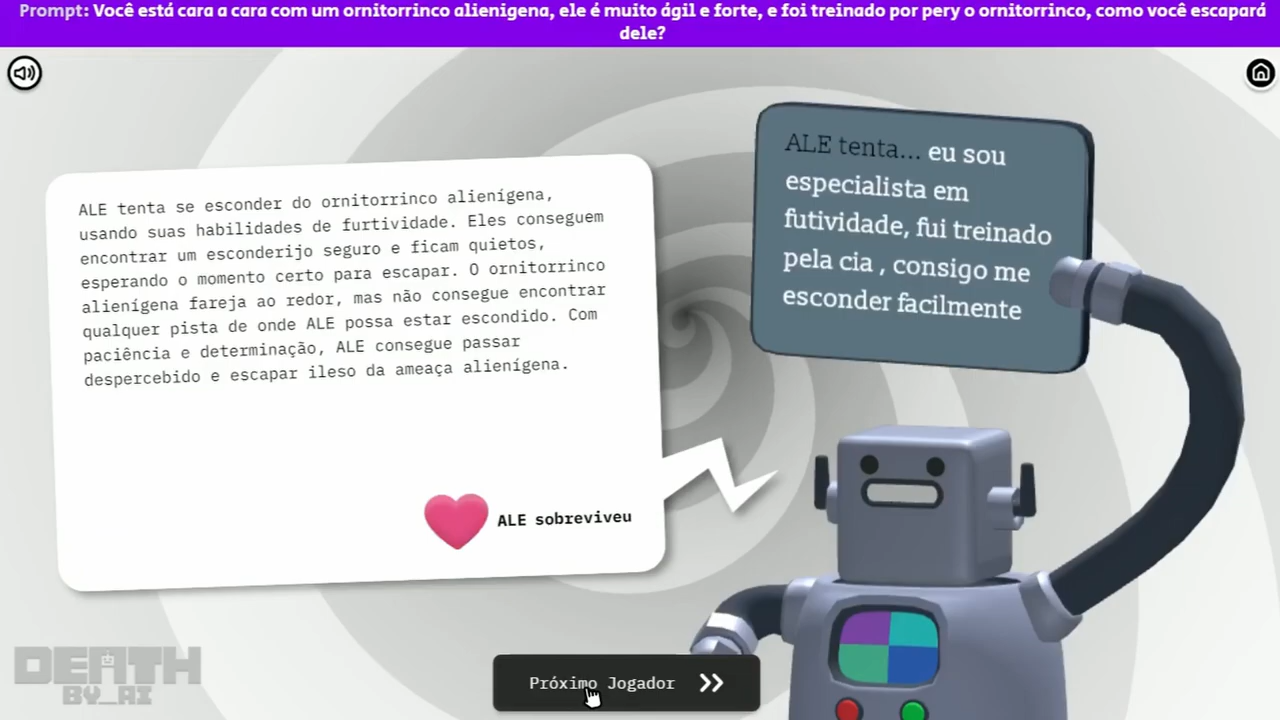 Prompt: Você está cara a cara com um ornitorrinco alienigena, ele é muito ágil e forte, e foi treinado por pery o ornitorrinco, como você escapará
dele?
ALE tenta se esconder do ornitorrinco alienígena,
usando suas habilidades de furtividade. Eles conseguem
encontrar um esconderijo seguro e ficam quietos,
esperando o momento certo para escapar. O ornitorrinco
alienígena fareja ao redor, mas não consegue encontrar
qualquer pista de onde ALE possa estar escondido. Com
paciência e determinação, ALE consegue passar
despercebido e escapar ileso da ameaça alienígena.
ALE sobreviveu
ALE tenta... eu sou
especialista em
futividade, fui treinado
pela cia , consigo me
esconder facilmente
Próximo Jogador
DEATH
BY_AI